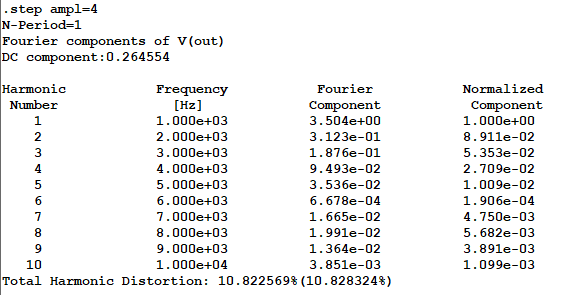 .step ampl=4
N-Period=1
Fourier components of V(out)
DC component:0.264554
Harmonic Frequency Fourier Normalized
Number [Hz] Component Component
1 1.000e+03 3.504e+00 1.000e+00
2 2.000e+03 3.123e-01 8.911e-02
3 3.000e+03 1.876e-01 5.353e-02
4 4.000e+03 9.493e-02 2.709e-02
5 5.000e+03 3.536e-02 1.009e-02
6 6.000e+03 6.678e-04 1.906e-04
7 7.000e+03 1.665e-02 4.750e-03
8 8.000e+03 1.991e-02 5.682e-03
9 9.000e+03 1.364e-02 3.891e-03
10 1.000e+04 3.851e-03 1.099e-03
Total Harmonic Distortion: 10.822569%(10.828324%)